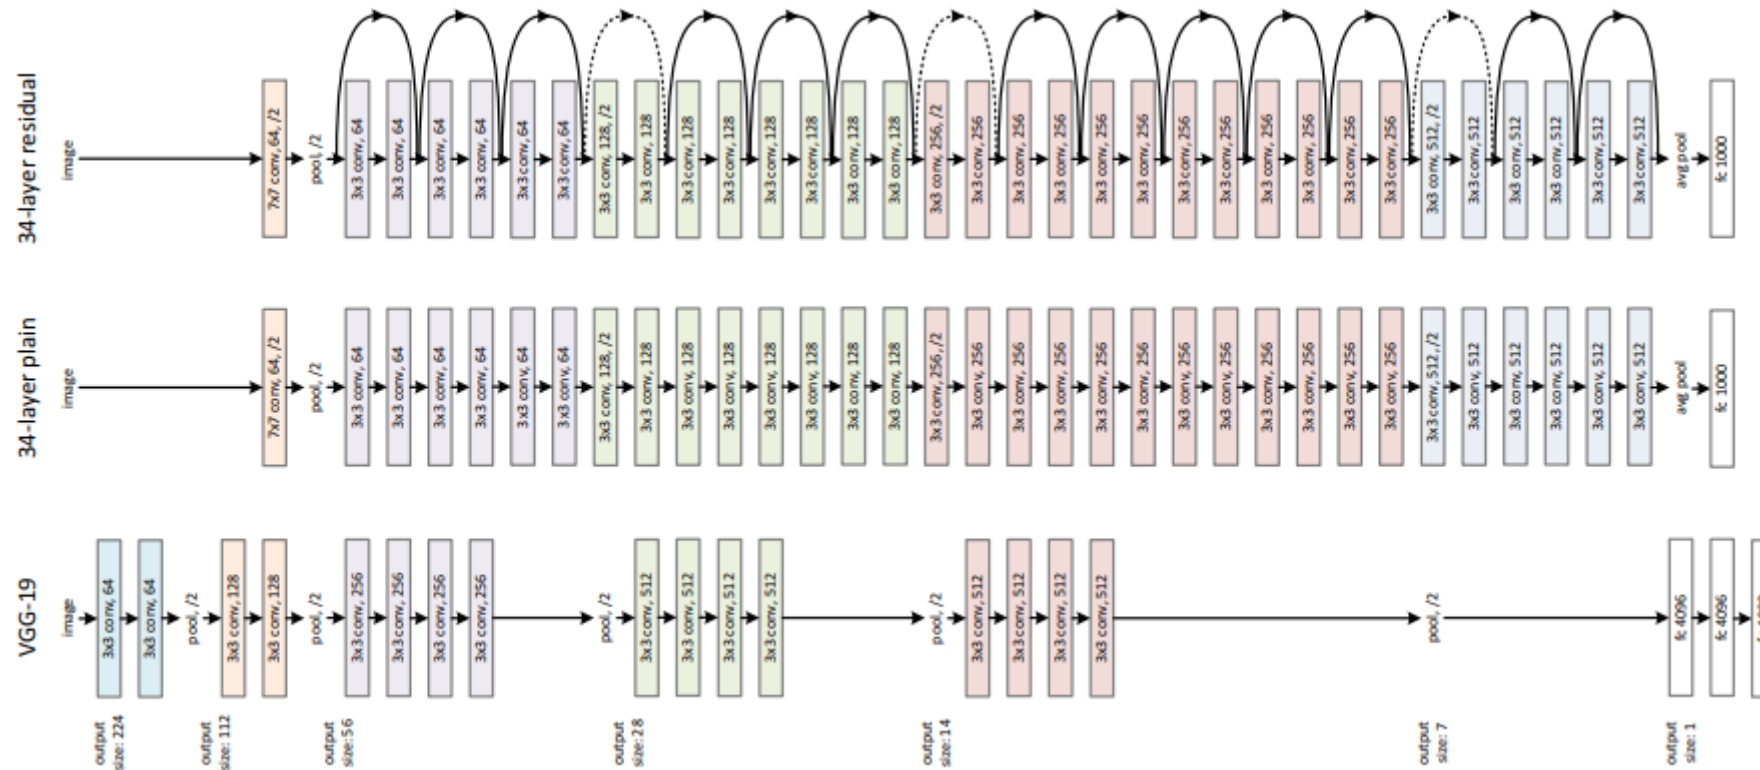 34-layer residual
image
7x7 conv, 64, /2
pool, /2
3x3 conv, 64
3x3 conv, 64
3x3 conv, 64
3x3 conv, 64
3x3 conv, 64
3x3 conv, 64
3x3 conv, 128, /2
3x3 conv, 128
3x3 conv, 128
3x3 conv, 128
3x3 conv, 128
3x3 conv, 128
3x3 conv, 128
3x3 conv, 128
3x3 conv, 256, /2
3x3 conv, 256
3x3 conv, 256
3x3 conv, 256
3x3 conv, 256
3x3 conv, 256
3x3 conv, 256
3x3 conv, 256
3x3 conv, 256
3x3 conv, 256
3x3 conv, 256
3x3 conv, 256
3x3 conv, 512, /2
3x3 conv, 512
3x3 conv, 512
3x3 conv, 512
3x3 conv, 512
3x3 conv, 512
avg pool
fc 1000
34-layer plain
image
7x7 conv, 64, /2
pool, /2
3x3 conv, 64
3x3 conv, 64
3x3 conv, 64
3x3 conv, 64
3x3 conv, 64
3x3 conv, 64
3x3 conv, 128, /2
3x3 conv, 128
3x3 conv, 128
3x3 conv, 128
3x3 conv, 128
3x3 conv, 128
3x3 conv, 128
3x3 conv, 128
3x3 conv, 256, /2
3x3 conv, 256
3x3 conv, 256
3x3 conv, 256
3x3 conv, 256
3x3 conv, 256
3x3 conv, 256
3x3 conv, 256
3x3 conv, 256
3x3 conv, 256
3x3 conv, 256
3x3 conv, 256
3x3 conv, 512, /2
3x3 conv, 512
3x3 conv, 512
3x3 conv, 512
3x3 conv, 512
3x3 conv, 512
avg pool
fc 1000
VGG-19
image
3x3 conv, 64
3x3 conv, 64
pool, /2
3x3 conv, 128
3x3 conv, 128
pool, /2
3x3 conv, 256
3x3 conv, 256
3x3 conv, 256
3x3 conv, 256
pool, /2
3x3 conv, 512
3x3 conv, 512
3x3 conv, 512
3x3 conv, 512
pool, /2
3x3 conv, 512
3x3 conv, 512
3x3 conv, 512
3x3 conv, 512
pool, /2
fc 4096
fc 4096
output
size: 224
output
size: 112
output
size: 56
output
size: 28
output
size: 14
output
size: 7
output
size: 1